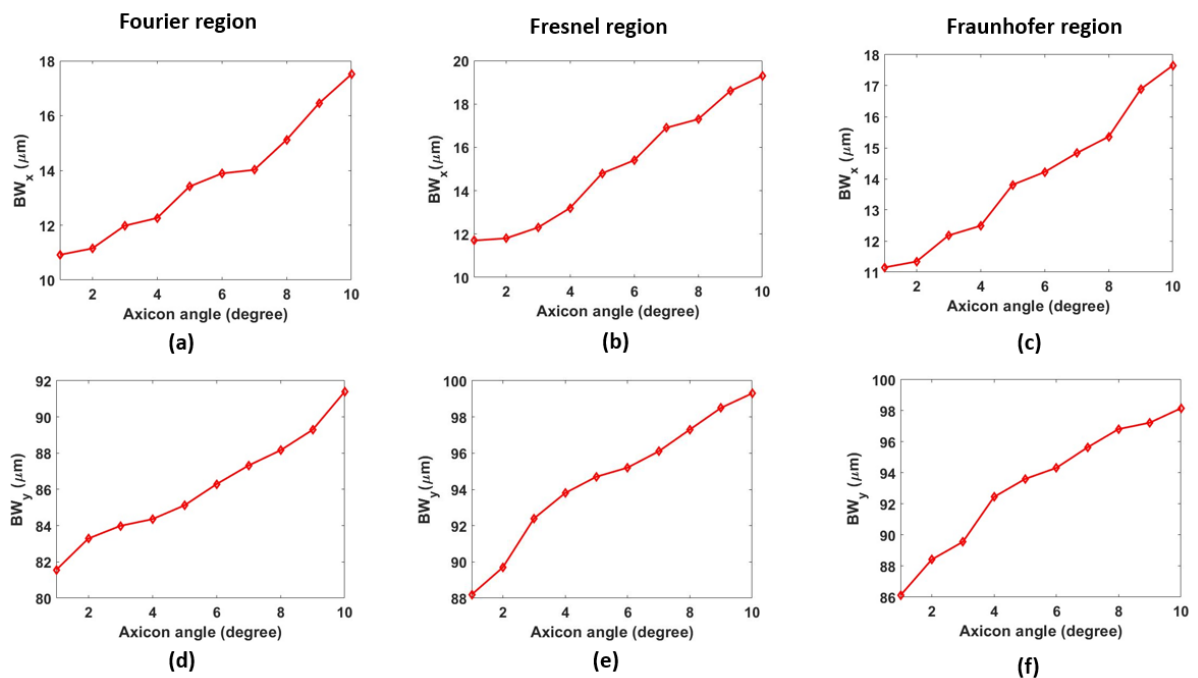 Fourier region
Fresnel region
Fraunhofer region
18
16
14
12
10
BWx (μm)
2 4 6 8 10
Axicon angle (degree)
(a)
20
18
16
14
12
10
BWx (μm)
2 4 6 8 10
Axicon angle (degree)
(b)
18
17
16
15
14
13
12
11
BWx (μm)
2 4 6 8 10
Axicon angle (degree)
(c)
92
90
88
86
84
82
80
BWy (μm)
2 4 6 8 10
Axicon angle (degree)
(d)
100
98
96
94
92
90
88
BWy (μm)
2 4 6 8 10
Axicon angle (degree)
(e)
100
98
96
94
92
90
88
86
BWy (μm)
2 4 6 8 10
Axicon angle (degree)
(f)